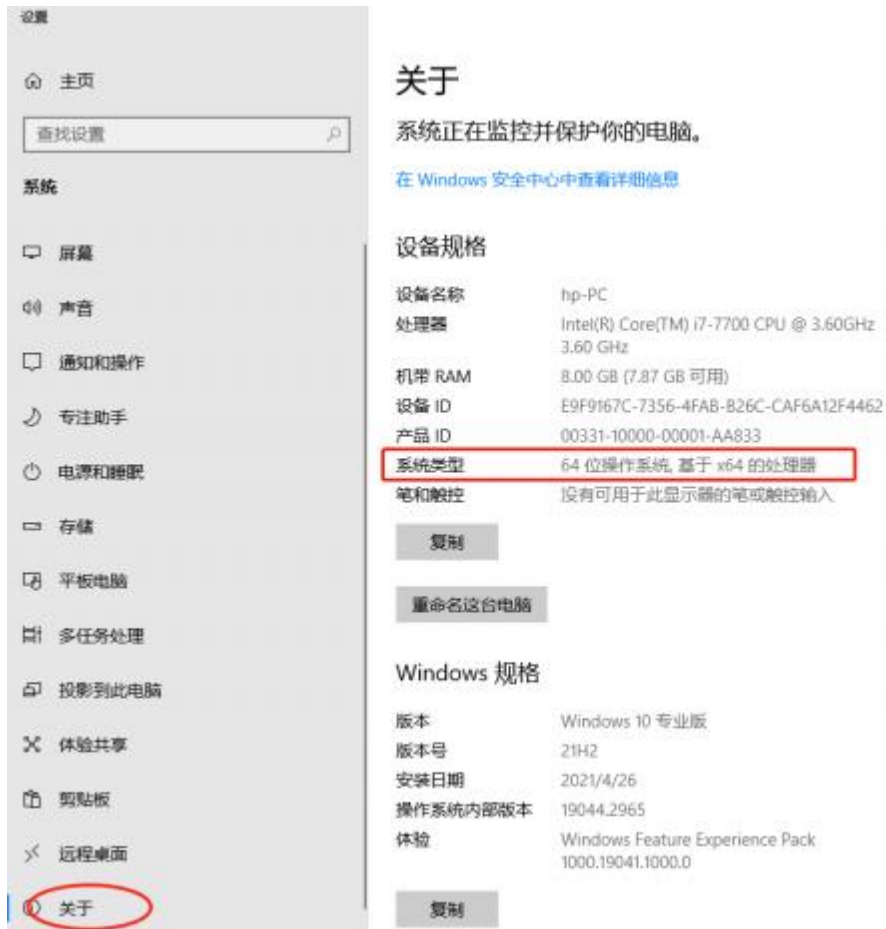 设置
主页
查找设置
系统
屏幕
声音
通知和操作
专注助手
电源和睡眠
存储
平板电脑
多任务处理
投影到此电脑
体验共享
剪贴板
远程桌面
关于
关于
系统正在监控并保护你的电脑。
在 Windows 安全中心中查看详细信息
设备规格
设备名称 hp-PC
处理器 Intel(R) Core(TM) i7-7700 CPU @ 3.60GHz
3.60 GHz
机带 RAM 8.00 GB (7.87 GB 可用)
设备 ID E9F9167C-7356-4FAB-B26C-CAF6A12F4462
产品 ID 00331-10000-00001-AA833
系统类型 64 位操作系统, 基于 x64 的处理器
笔和触控 没有可用于此显示器的笔或触控输入
复制
重命名这台电脑
Windows 规格
版本 Windows 10 专业版
版本号 21H2
安装日期 2021/4/26
操作系统内部版本 19044.2965
体验 Windows Feature Experience Pack
1000.19041.1000.0
复制